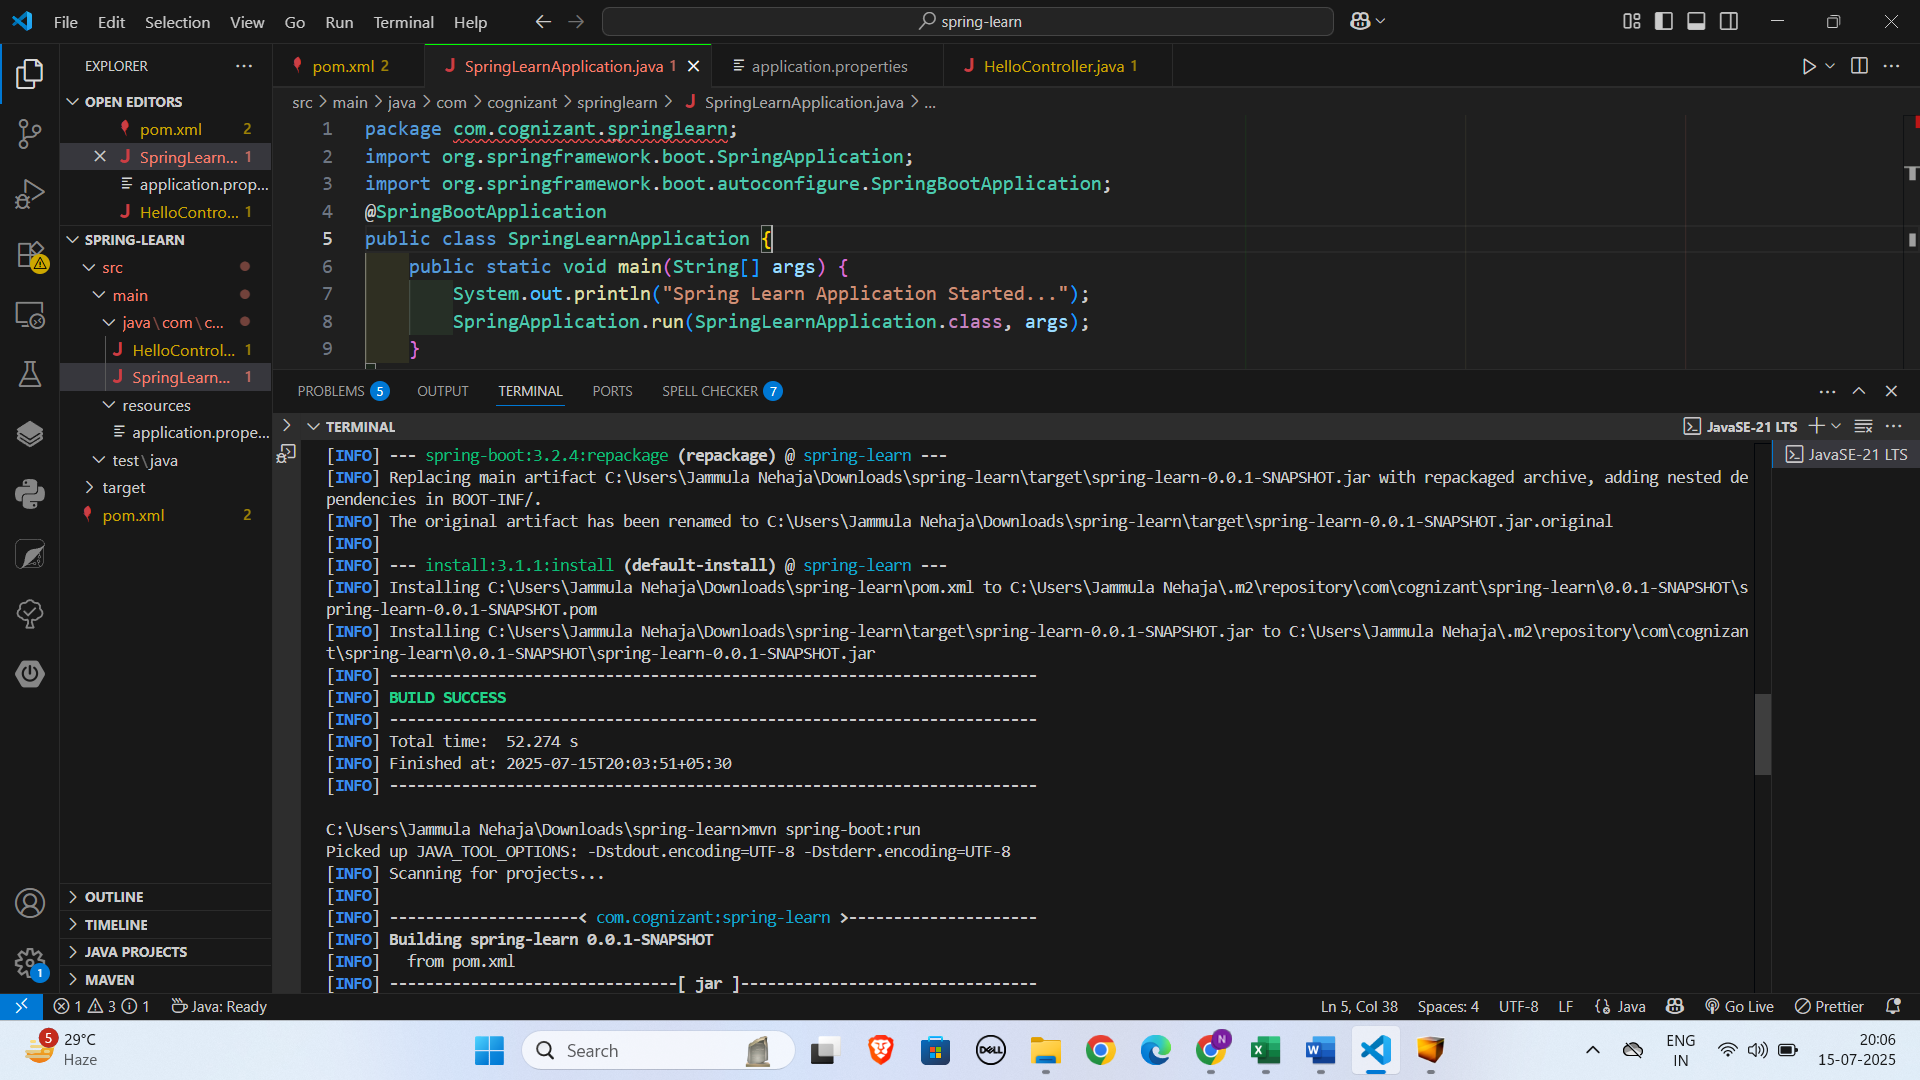 File Edit Selection View Go Run Terminal Help
spring-learn
EXPLORER
OPEN EDITORS
pom.xml 2
SpringLearn... 1
application.prop...
HelloContro... 1
SPRING-LEARN
src
main
java\com\c...
HelloControl... 1
SpringLearn... 1
resources
application.prope...
test\java
target
pom.xml 2
OUTLINE
TIMELINE
JAVA PROJECTS
MAVEN
pom.xml 2
SpringLearnApplication.java 1
application.properties
HelloController.java 1
src > main > java > com > cognizant > springlearn > SpringLearnApplication.java > ...
1 package com.cognizant.springlearn;
2 import org.springframework.boot.SpringApplication;
3 import org.springframework.boot.autoconfigure.SpringBootApplication;
4 @SpringBootApplication
5 public class SpringLearnApplication {
6 public static void main(String[] args) {
7 System.out.println("Spring Learn Application Started...");
8 SpringApplication.run(SpringLearnApplication.class, args);
9 }
PROBLEMS 5 OUTPUT TERMINAL PORTS SPELL CHECKER 7
TERMINAL
JavaSE-21 LTS
JavaSE-21 LTS
[INFO] --- spring-boot:3.2.4:repackage (repackage) @ spring-learn ---
[INFO] Replacing main artifact C:\Users\Jammula Nehaja\Downloads\spring-learn\target\spring-learn-0.0.1-SNAPSHOT.jar with repackaged archive, adding nested de
pendencies in BOOT-INF/.
[INFO] The original artifact has been renamed to C:\Users\Jammula Nehaja\Downloads\spring-learn\target\spring-learn-0.0.1-SNAPSHOT.jar.original
[INFO]
[INFO] --- install:3.1.1:install (default-install) @ spring-learn ---
[INFO] Installing C:\Users\Jammula Nehaja\Downloads\spring-learn\pom.xml to C:\Users\Jammula Nehaja\.m2\repository\com\cognizant\spring-learn\0.0.1-SNAPSHOT\s
pring-learn-0.0.1-SNAPSHOT.pom
[INFO] Installing C:\Users\Jammula Nehaja\Downloads\spring-learn\target\spring-learn-0.0.1-SNAPSHOT.jar to C:\Users\Jammula Nehaja\.m2\repository\com\cognizan
t\spring-learn\0.0.1-SNAPSHOT\spring-learn-0.0.1-SNAPSHOT.jar
[INFO] ------------------------------------------------------------------------
[INFO] BUILD SUCCESS
[INFO] ------------------------------------------------------------------------
[INFO] Total time:  52.274 s
[INFO] Finished at: 2025-07-15T20:03:51+05:30
[INFO] ------------------------------------------------------------------------
C:\Users\Jammula Nehaja\Downloads\spring-learn>mvn spring-boot:run
Picked up JAVA_TOOL_OPTIONS: -Dstdout.encoding=UTF-8 -Dstderr.encoding=UTF-8
[INFO] Scanning for projects...
[INFO]
[INFO] ---------------------< com.cognizant:spring-learn >---------------------
[INFO] Building spring-learn 0.0.1-SNAPSHOT
[INFO]   from pom.xml
[INFO] --------------------------------[ jar ]---------------------------------
1
1 3 1 Java: Ready
Ln 5, Col 38 Spaces: 4 UTF-8 LF {} Java Go Live Prettier
5
29°C
Haze
Search
DELL
N
ENG
IN
20:06
15-07-2025